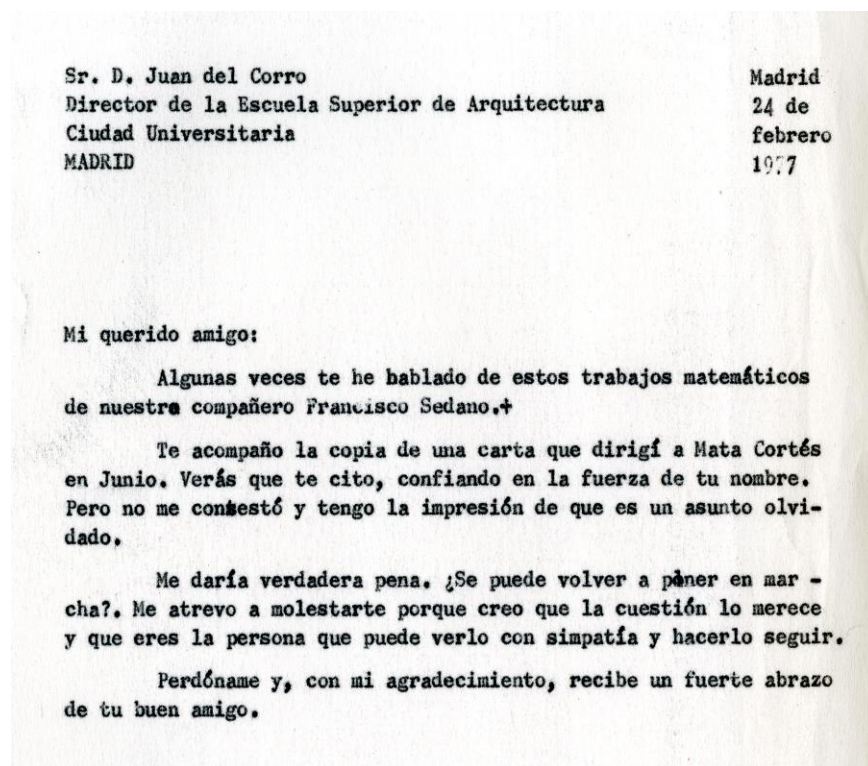 Sr. D. Juan del Corro
Director de la Escuela Superior de Arquitectura
Ciudad Universitaria
MADRID
Madrid
24 de
febrero
1977
Mi querido amigo:
Algunas veces te he hablado de estos trabajos matemáticos
de nuestro compañero Francisco Sedano.+
Te acompaño la copia de una carta que dirigí a Mata Cortés
en Junio. Verás que te cito, confiando en la fuerza de tu nombre.
Pero no me contestó y tengo la impresión de que es un asunto olvi-
dado.
Me daría verdadera pena. ¿Se puede volver a poner en mar -
cha?. Me atrevo a molestarte porque creo que la cuestión lo merece
y que eres la persona que puede verlo con simpatía y hacerlo seguir.
Perdóname y, con mi agradecimiento, recibe un fuerte abrazo
de tu buen amigo.